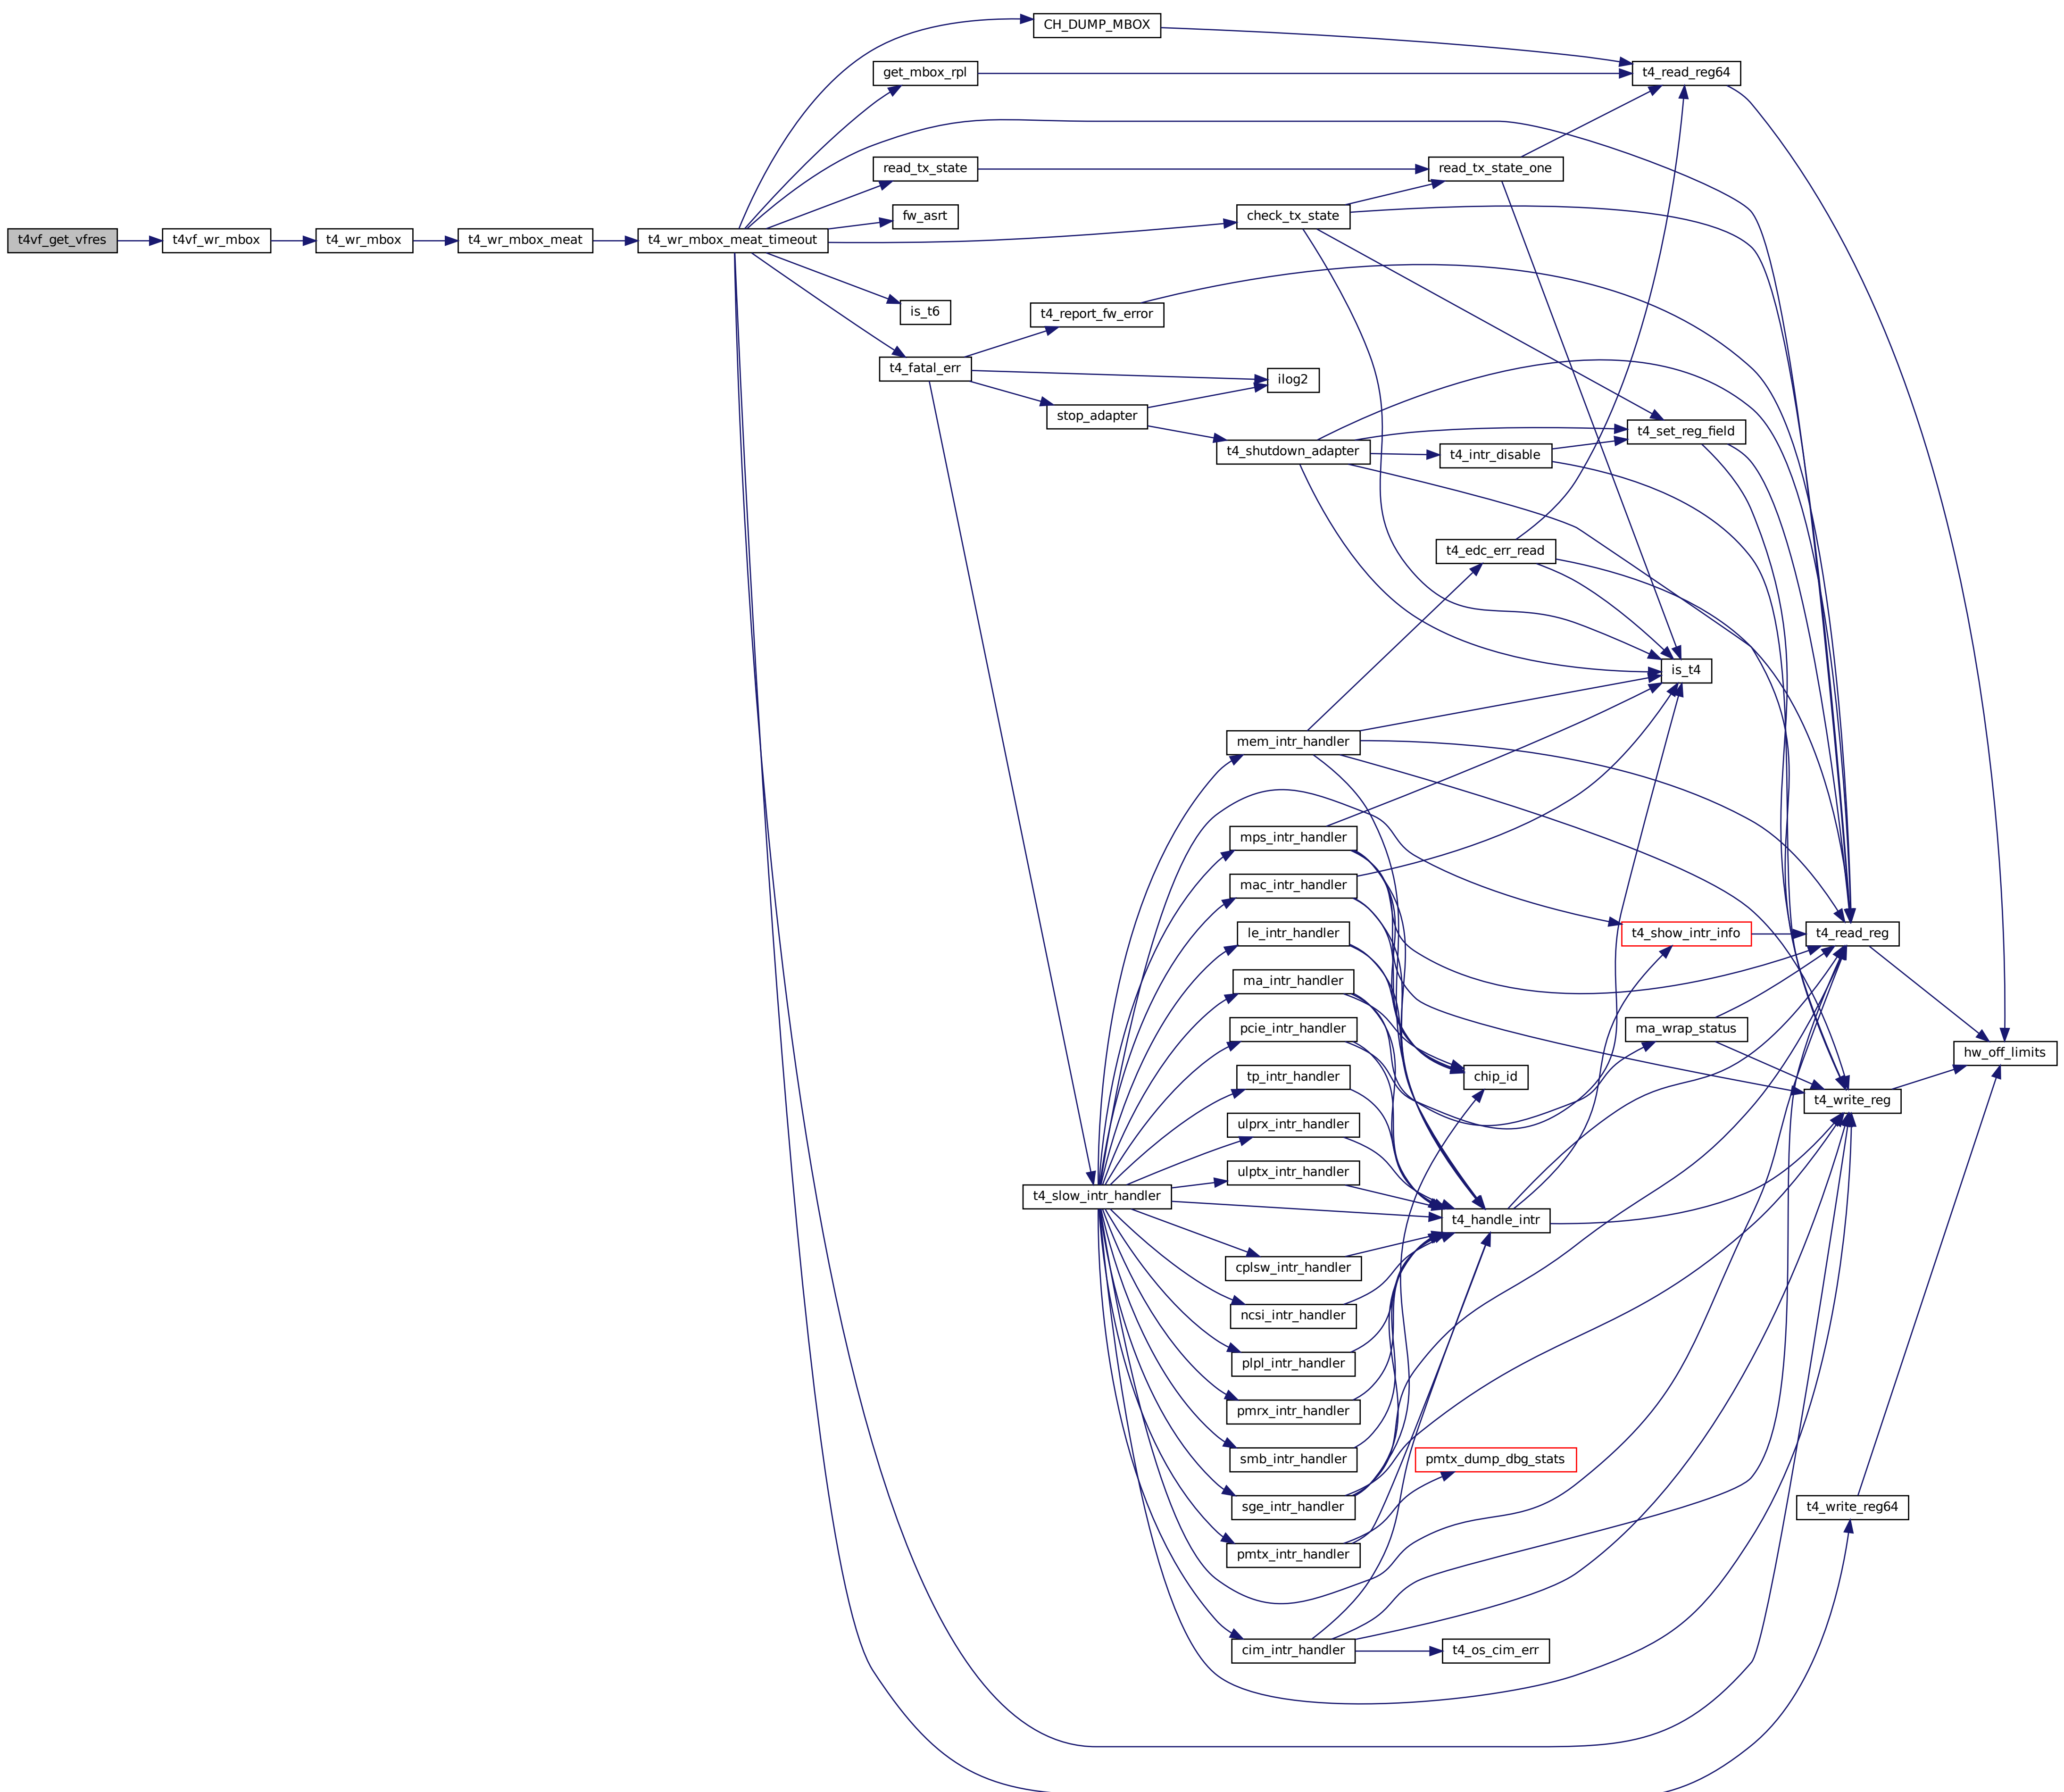 CH_DUMP_MBOX
get_mbox_rpl
t4_read_reg64
read_tx_state
read_tx_state_one
fw_asrt
check_tx_state
t4vf_get_vfres
t4vf_wr_mbox
t4_wr_mbox
t4_wr_mbox_meat
t4_wr_mbox_meat_timeout
is_t6
t4_report_fw_error
t4_fatal_err
ilog2
stop_adapter
t4_set_reg_field
t4_shutdown_adapter
t4_intr_disable
t4_edc_err_read
is_t4
mem_intr_handler
mps_intr_handler
mac_intr_handler
le_intr_handler
t4_show_intr_info
t4_read_reg
ma_intr_handler
pcie_intr_handler
ma_wrap_status
hw_off_limits
tp_intr_handler
chip_id
t4_write_reg
ulprx_intr_handler
ulptx_intr_handler
t4_slow_intr_handler
t4_handle_intr
cplsw_intr_handler
ncsi_intr_handler
plpl_intr_handler
pmrx_intr_handler
smb_intr_handler
pmtx_dump_dbg_stats
sge_intr_handler
t4_write_reg64
pmtx_intr_handler
cim_intr_handler
t4_os_cim_err